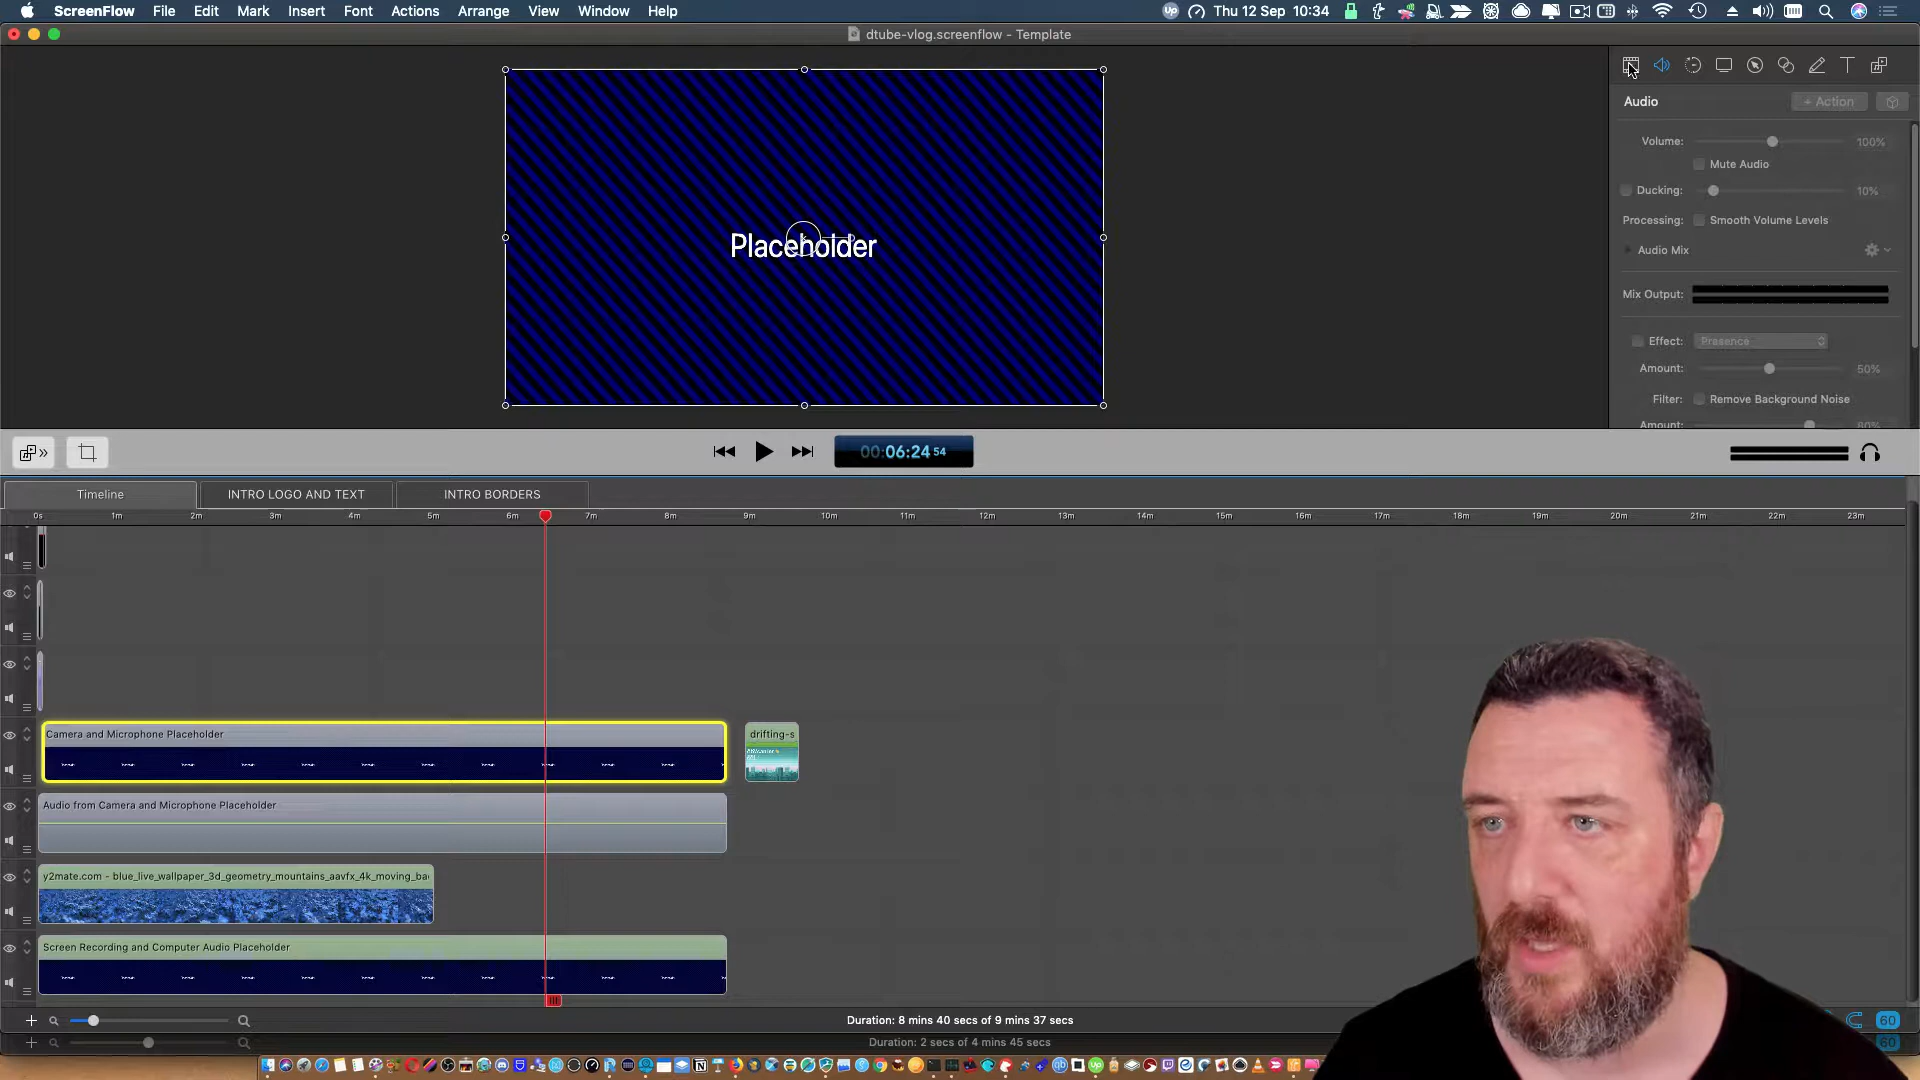 ScreenFlow File Edit Mark Insert Font Actions Arrange View Window Help
Thu 12 Sep 10:34
dtube-vlog.screenflow - Template
Audio
+ Action
Volume: 100%
Mute Audio
Ducking: 10%
Processing: Smooth Volume Levels
Audio Mix
Mix Output:
Effect: Presence
Amount: 50%
Filter: Remove Background Noise
Amount: 80%
Placeholder
00:06:24 54
Timeline INTRO LOGO AND TEXT INTRO BORDERS
0s 1m 2m 3m 4m 5m 6m 7m 8m 9m 10m 11m 12m 13m 14m 15m 16m 17m 18m 19m 20m 21m 22m 23m
Camera and Microphone Placeholder
drifting-s
Audio from Camera and Microphone Placeholder
y2mate.com - blue_live_wallpaper_3d_geometry_mountains_aavfx_4k_moving_ba
Screen Recording and Computer Audio Placeholder
Duration: 8 mins 40 secs of 9 mins 37 secs
60
Duration: 2 secs of 4 mins 45 secs
60